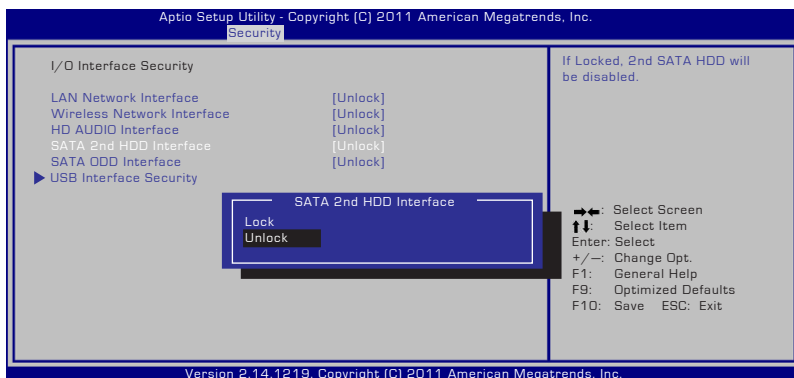 Aptio Setup Utility - Copyright (C) 2011 American Megatrends, Inc.
Security
I/O Interface Security
LAN Network Interface [Unlock]
Wireless Network Interface [Unlock]
HD AUDIO Interface [Unlock]
SATA 2nd HDD Interface [Unlock]
SATA ODD Interface [Unlock]
USB Interface Security
SATA 2nd HDD Interface
Lock
Unlock
If Locked, 2nd SATA HDD will
be disabled.
→←: Select Screen
↑↓: Select Item
Enter: Select
+/—: Change Opt.
F1: General Help
F9: Optimized Defaults
F10: Save ESC: Exit
Version 2.14.1219. Copyright (C) 2011 American Megatrends, Inc.